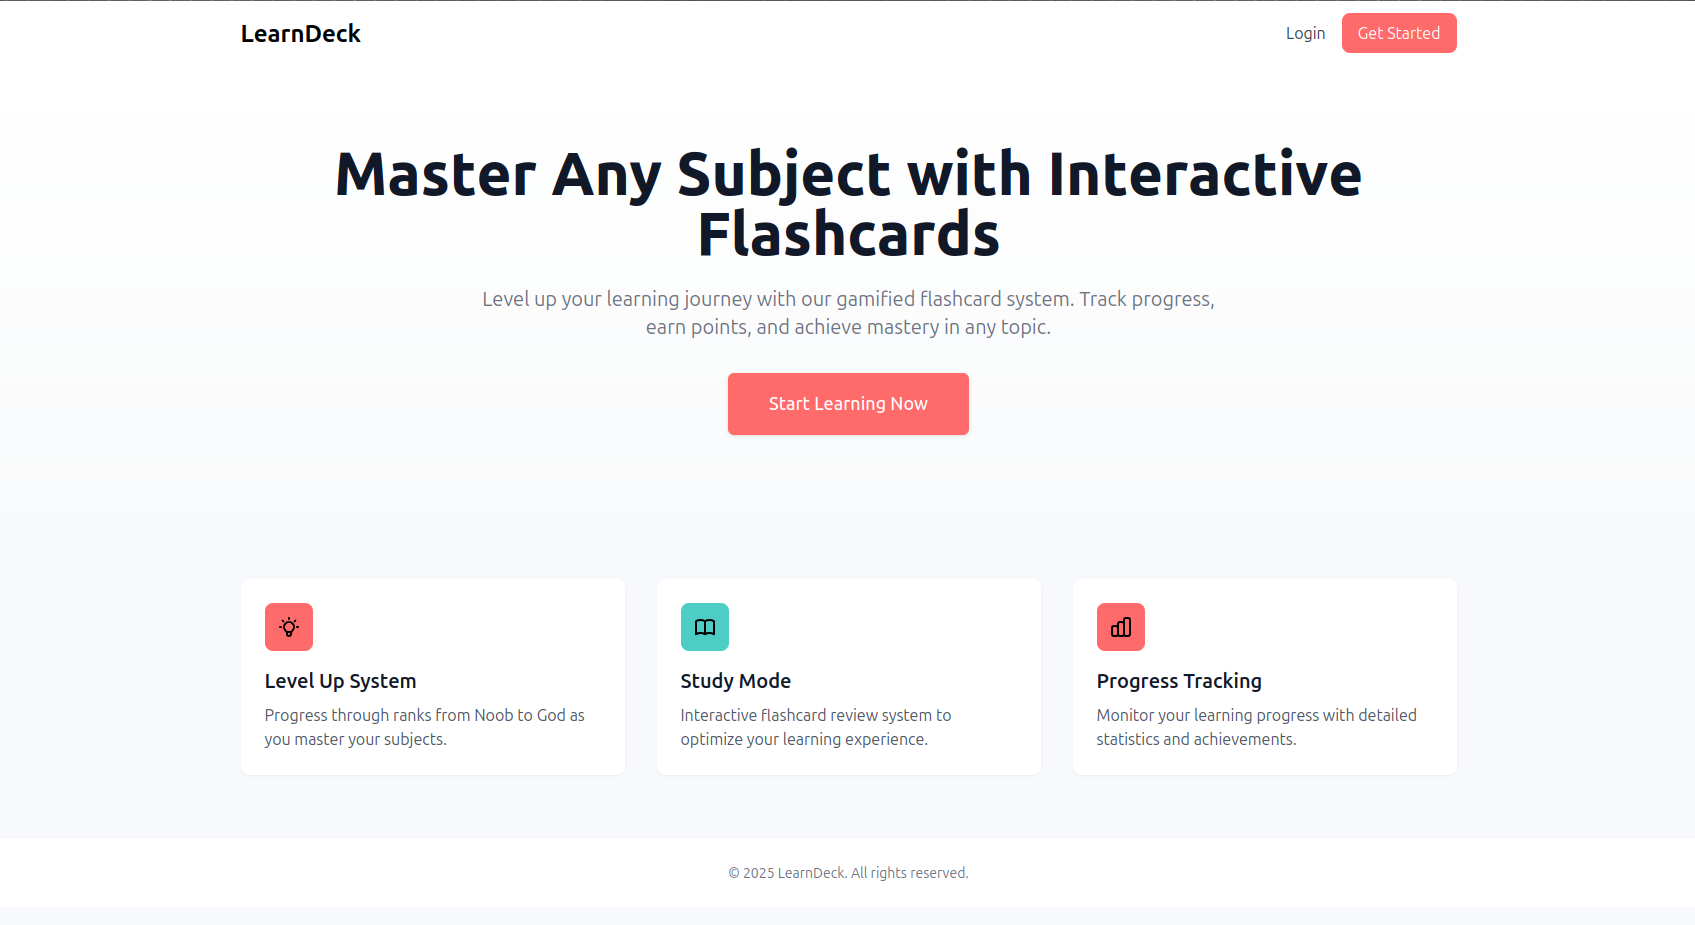 LearnDeck
Login
Get Started
Master Any Subject with Interactive
Flashcards
Level up your learning journey with our gamified flashcard system. Track progress,
earn points, and achieve mastery in any topic.
Start Learning Now
Level Up System
Progress through ranks from Noob to God as
you master your subjects.
Study Mode
Interactive flashcard review system to
optimize your learning experience.
Progress Tracking
Monitor your learning progress with detailed
statistics and achievements.
© 2025 LearnDeck. All rights reserved.